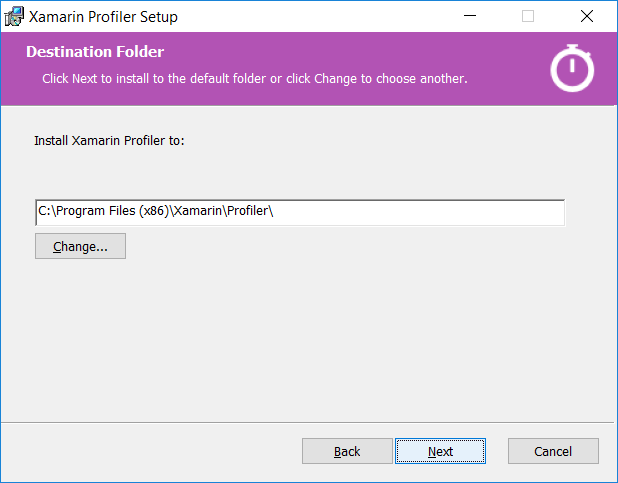 Xamarin Profiler Setup
Destination Folder
Click Next to install to the default folder or click Change to choose another.
Install Xamarin Profiler to:
C:\Program Files (x86)\Xamarin\Profiler\
Change...
Back
Next
Cancel